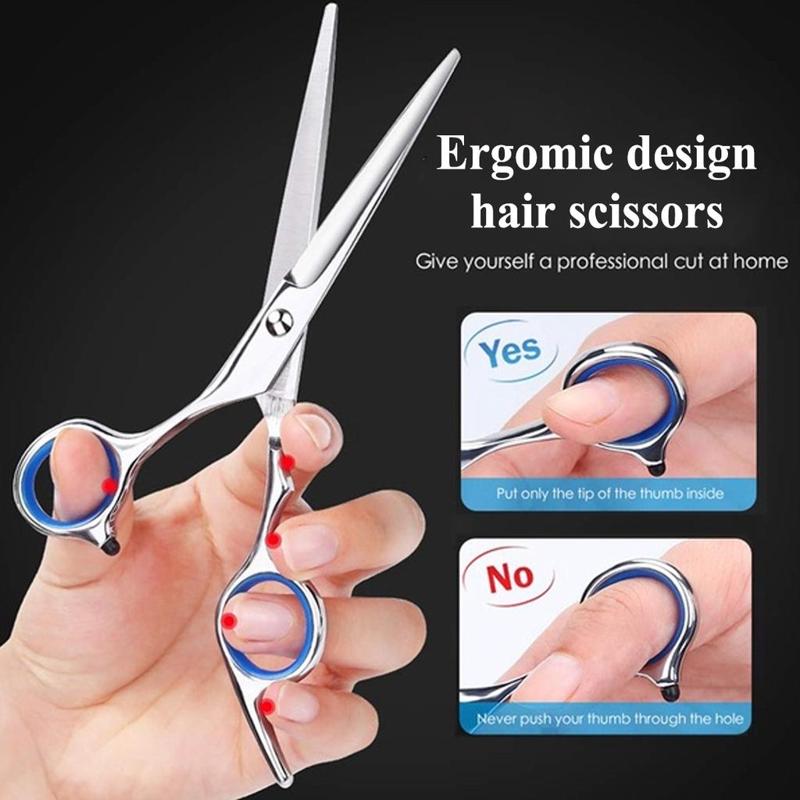 Ergomic design
hair scissors
Give yourself a professional cut at home
Yes
Put only the tip of the thumb inside
No
Never push your thumb through the hole